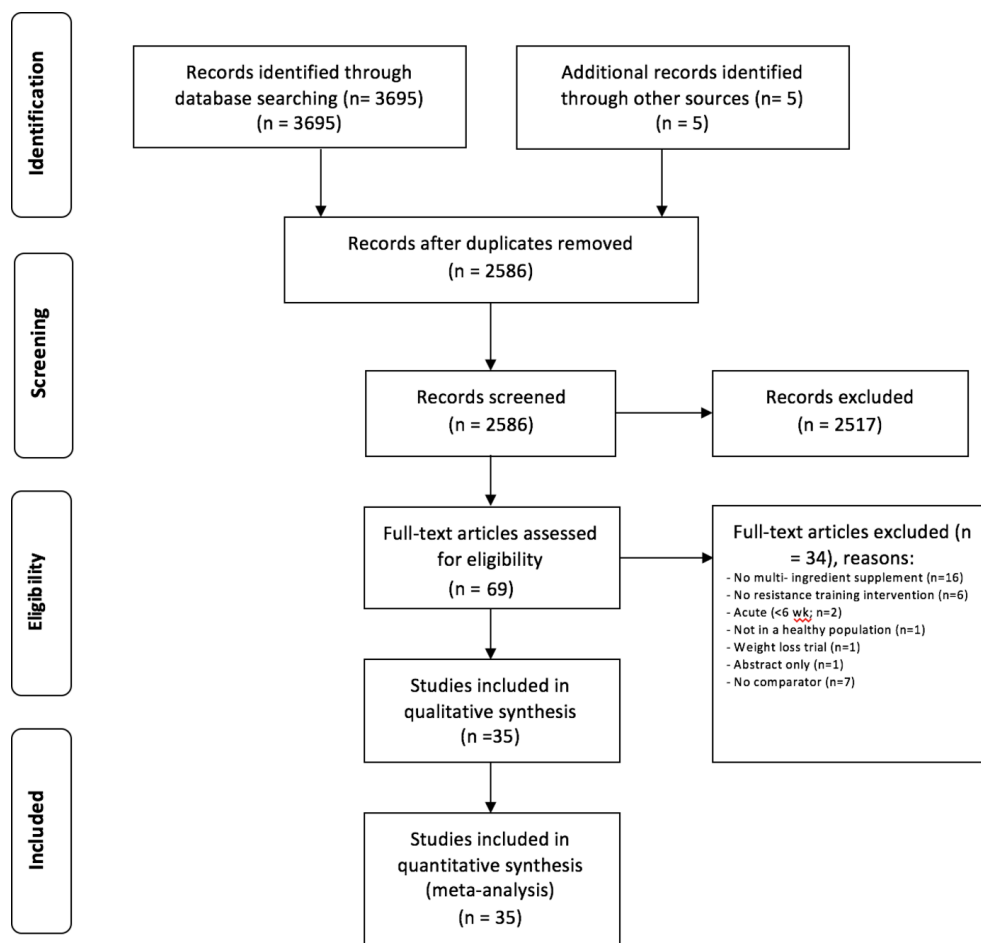 Identification
Records identified through
database searching (n= 3695)
(n = 3695)
Additional records identified
through other sources (n= 5)
(n = 5)
Records after duplicates removed
(n = 2586)
Screening
Records screened
(n = 2586)
Records excluded
(n = 2517)
Eligibility
Full-text articles assessed
for eligibility
(n = 69)
Full-text articles excluded (n
= 34), reasons:
- No multi- ingredient supplement (n=16)
- No resistance training intervention (n=6)
- Acute (<6 wk; n=2)
- Not in a healthy population (n=1)
- Weight loss trial (n=1)
- Abstract only (n=1)
- No comparator (n=7)
Studies included in
qualitative synthesis
(n =35)
Included
Studies included in
quantitative synthesis
(meta-analysis)
(n = 35)